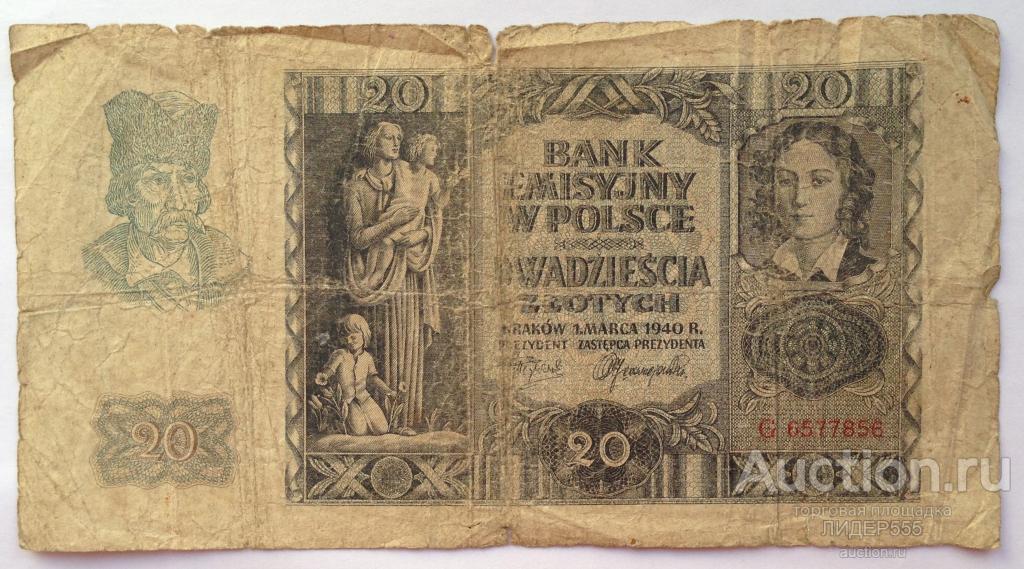 20
20
BANK
EMISYJNY
W POLSCE
DWADZIEŚCIA
ZŁOTYCH
KRAKÓW 1. MARCA 1940 R.
PREZYDENT ZASTĘPCA PREZYDENTA
20
20
G 6577856
Auction.ru
торговая площадка
ЛИДЕР555
auction.ru